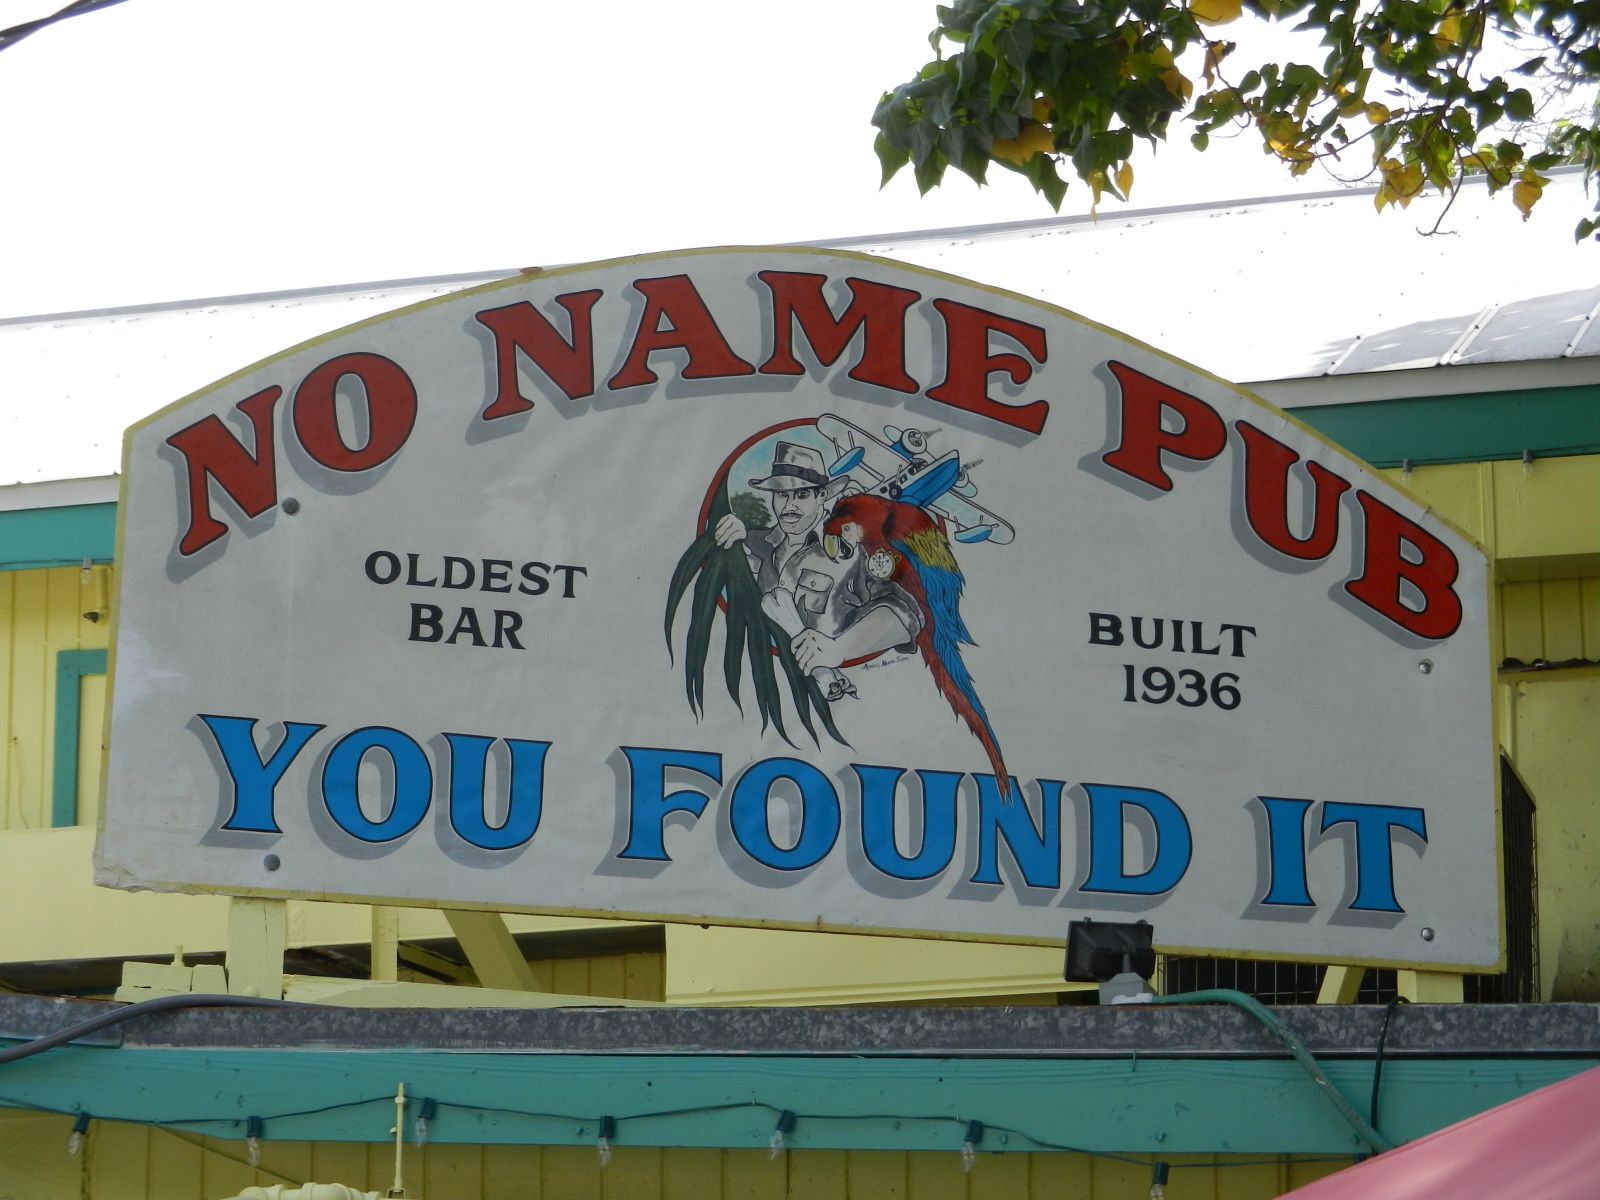 NO NAME PUB
OLDEST
BAR
BUILT
1936
YOU FOUND IT